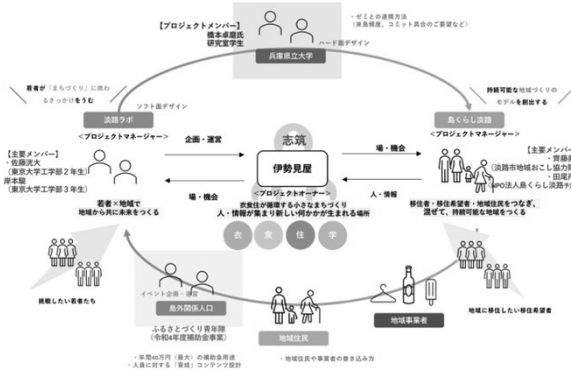 【プロジェクトメンバー】
橋本卓磨氏
研究室学生
・ゼミとの連携方法
（来島頻度、コミット具合のご要望など）
ハード面デザイン
兵庫県立大学
若者が「まちづくり」に携わ
るきっかけをうむ
ソフト面デザイン
持続可能な地域づくりの
モデルを創出する
淡路ラボ
<プロジェクトマネージャー>
島くらし淡路
<プロジェクトマネージャー>
企画・運営
志筑
伊勢見屋
<プロジェクトオーナー>
場・機会
場・機会
人・情報
【主要メンバー】
・佐藤洸大
（東京大学工学部２年生）
岸本駿
（東京大学工学部３年生）
【主要メンバー
・齊藤美
（淡路市地域おこし協力隊
・田尾
（NPO法人島くらし淡路
衣食住が循環する小さなまちづくり
人・情報が集まり新しい何かが生まれる場所
衣
食
住
学
若者×地域で
地域から共に未来をつくる
移住者・移住希望者・地域住民をつなぎ、
混ぜて、持続可能な地域をつくる
挑戦したい若者たち
地域に移住したい移住希望者
イベント企画・運営
島外関係人口
ふるさとづくり青年隊
（令和4年度補助金事業）
地域住民
地域事業者
・年間40万円（最大）の補助金用途
・人員に対する「育成」コンテンツ設計
・地域住民や事業者の巻き込み方